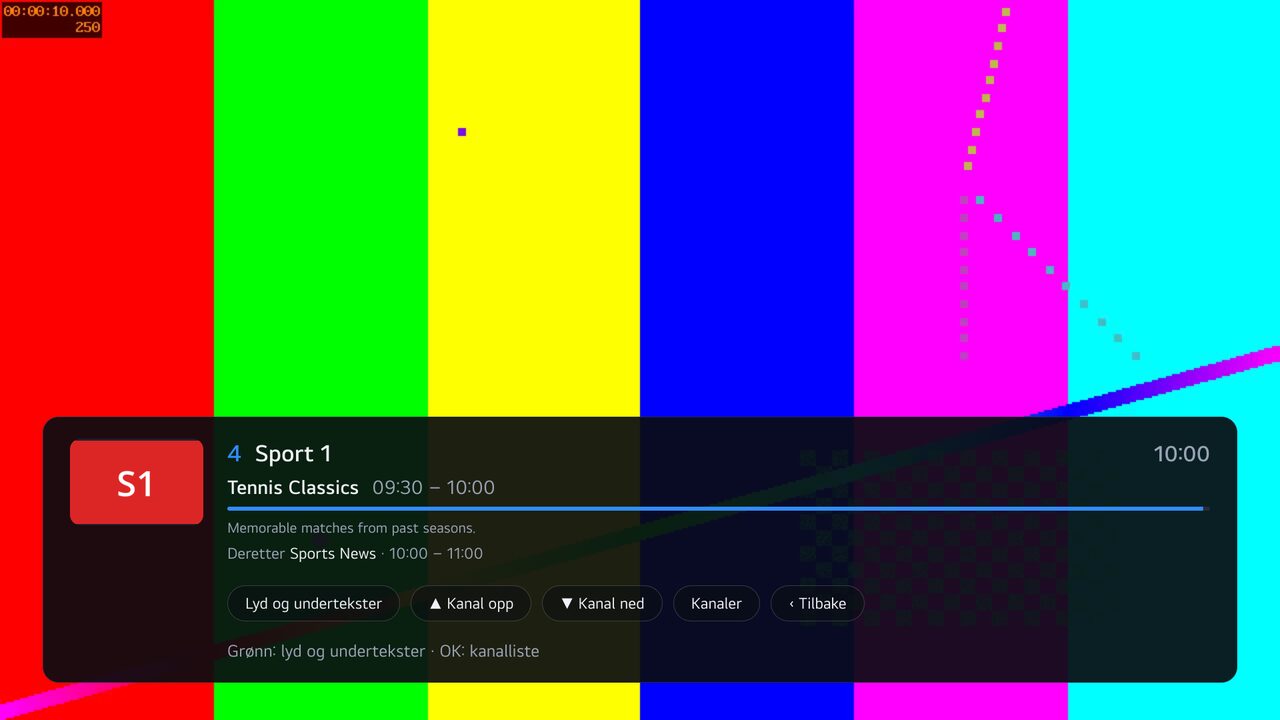 00:00:10.000
250
S1
4 Sport 1
10:00
Tennis Classics 09:30 – 10:00
Memorable matches from past seasons.
Deretter Sports News · 10:00 – 11:00
Lyd og undertekster
▲ Kanal opp
▼ Kanal ned
Kanaler
‹ Tilbake
Grønn: lyd og undertekster · OK: kanalliste